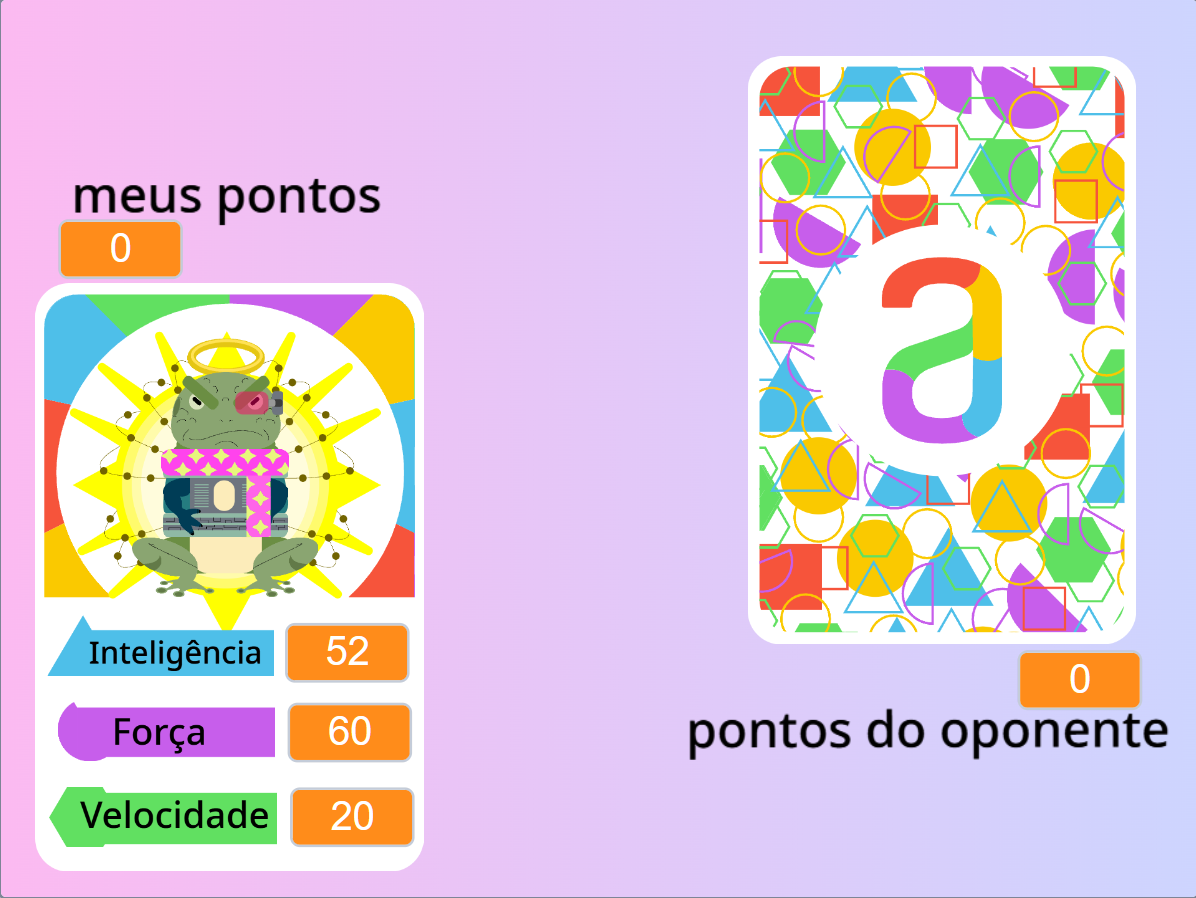 meus pontos
0
Inteligência 52
Força 60
Velocidade 20
a
0
pontos do oponente